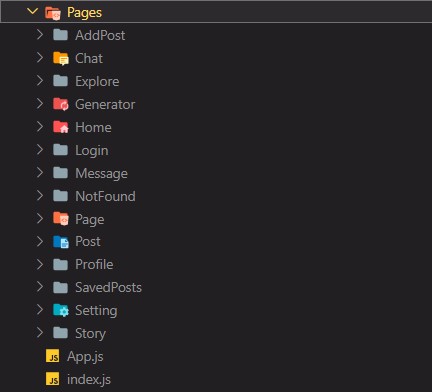 Pages
AddPost
Chat
Explore
Generator
Home
Login
Message
NotFound
Page
Post
Profile
SavedPosts
Setting
Story
JS App.js
JS index.js